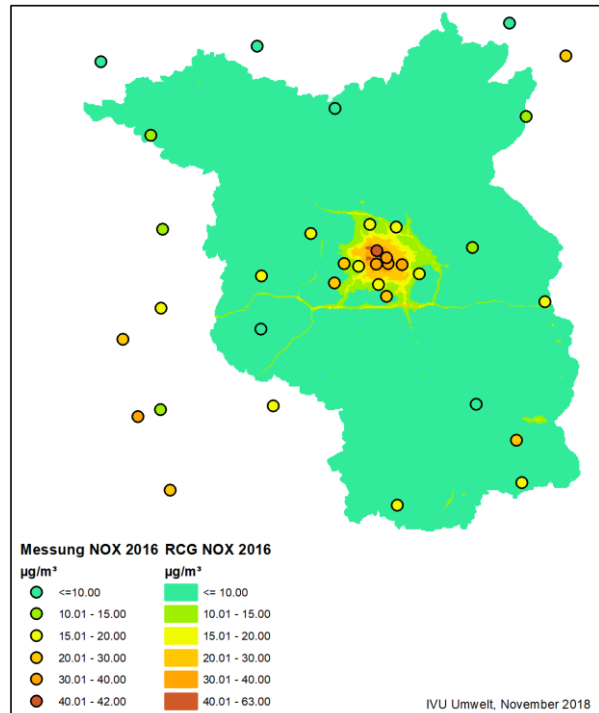 Messung NOX 2016 RCG NOX 2016
µg/m³ µg/m³
<=10.00 <= 10.00
10.01 - 15.00 10.01 - 15.00
15.01 - 20.00 15.01 - 20.00
20.01 - 30.00 20.01 - 30.00
30.01 - 40.00 30.01 - 40.00
40.01 - 42.00 40.01 - 63.00
IVU Umwelt, November 2018